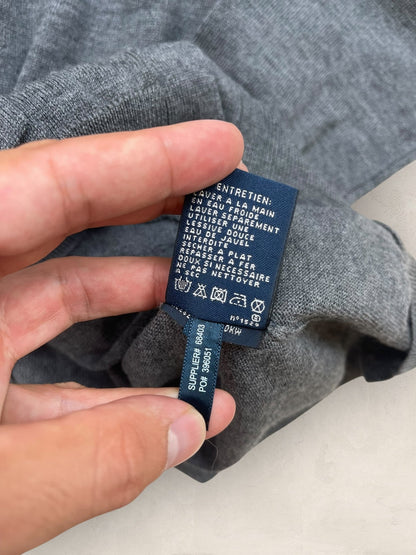 ENTRETIEN:
LAVER A LA MAIN
EN EAU FROIDE
LAVER SEPAREMENT
UTILISER UNE
LESSIVE DOUCE
EAU DE JAVEL
INTERDITE
SECHER A PLAT
REPASSER A FER
DOUX SI NECESSAIRE
NE PAS NETTOYER
A SEC
SUPPLIER# 68403
PO# 396051